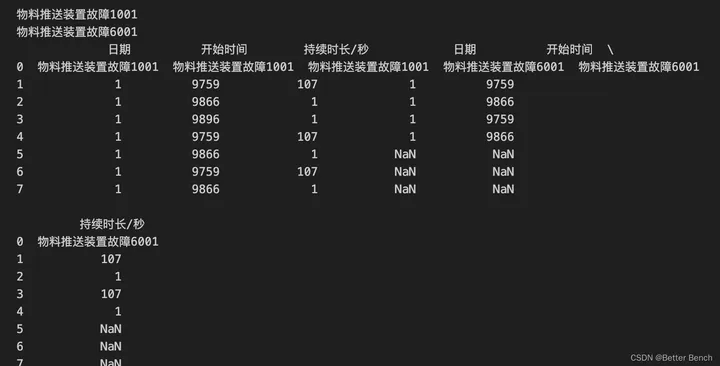 物料推送装置故障1001
物料推送装置故障6001
日期 开始时间 持续时长/秒 日期 开始时间 \
0 物料推送装置故障1001 物料推送装置故障1001 物料推送装置故障1001 物料推送装置故障6001 物料推送装置故障6001
1 1 9759 107 1 9759
2 1 9866 1 1 9866
3 1 9896 1 1 9759
4 1 9759 107 1 9866
5 1 9866 1 NaN NaN
6 1 9759 107 NaN NaN
7 1 9866 1 NaN NaN
持续时长/秒
0 物料推送装置故障6001
1 107
2 1
3 107
4 1
5 NaN
6 NaN
7 NaN
CSDN @Better Bench